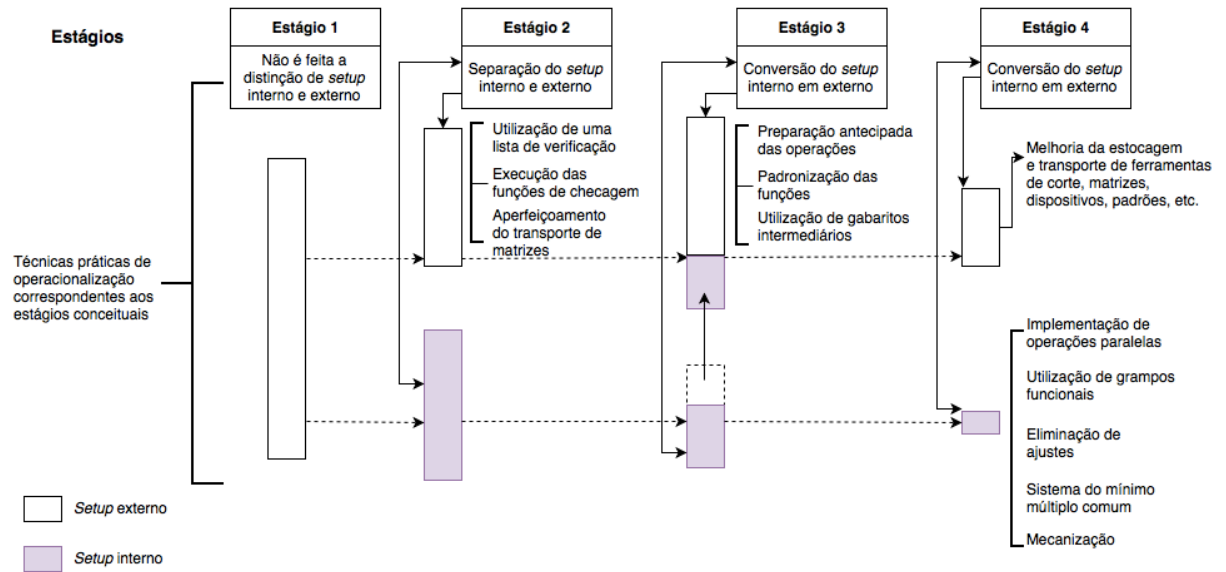 Estágios
Estágio 1
Não é feita a
distinção de setup
interno e externo
Estágio 2
Separação do setup
interno e externo
Estágio 3
Conversão do setup
interno em externo
Estágio 4
Conversão do setup
interno em externo
Utilização de uma
lista de verificação
Execução das
funções de checagem
Aperfeiçoamento
do transporte de
matrizes
Preparação antecipada
das operações
Padronização das
funções
Utilização de gabaritos
intermediários
Melhoria da estocagem
e transporte de ferramentas
de corte, matrizes,
dispositivos, padrões, etc.
Técnicas práticas de
operacionalização
correspondentes aos
estágios conceituais
Implementação de
operações paralelas
Utilização de grampos
funcionais
Eliminação de
ajustes
Sistema do mínimo
múltiplo comum
Mecanização
Setup externo
Setup interno